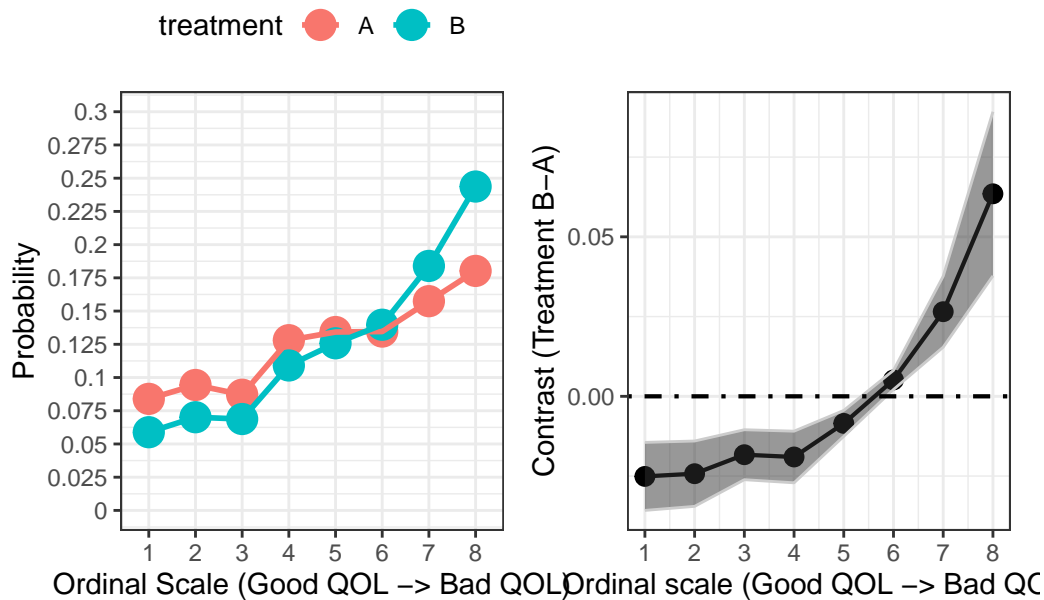 treatment A B
0.3
0.275
0.25
0.225
0.2
0.175
0.15
0.125
0.1
0.075
0.05
0.025
0
Probability
1 2 3 4 5 6 7 8
Ordinal Scale (Good QOL −> Bad QOL)
0.05
0.00
Contrast (Treatment B−A)
1 2 3 4 5 6 7 8
Ordinal scale (Good QOL −> Bad QO